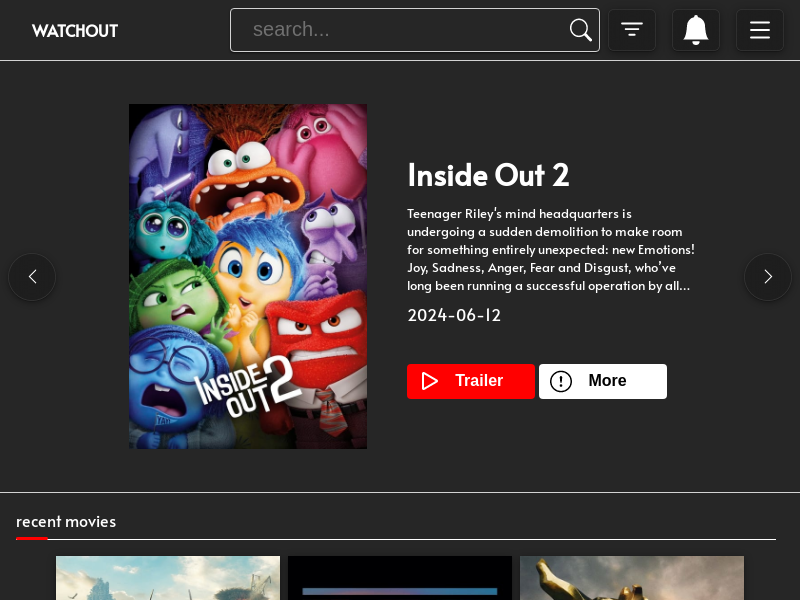 WATCHOUT
search...
INSIDE
OUT 2
Inside Out 2
Teenager Riley's mind headquarters is
undergoing a sudden demolition to make room
for something entirely unexpected: new Emotions!
Joy, Sadness, Anger, Fear and Disgust, who’ve
long been running a successful operation by all...
2024-06-12
Trailer
More
recent movies